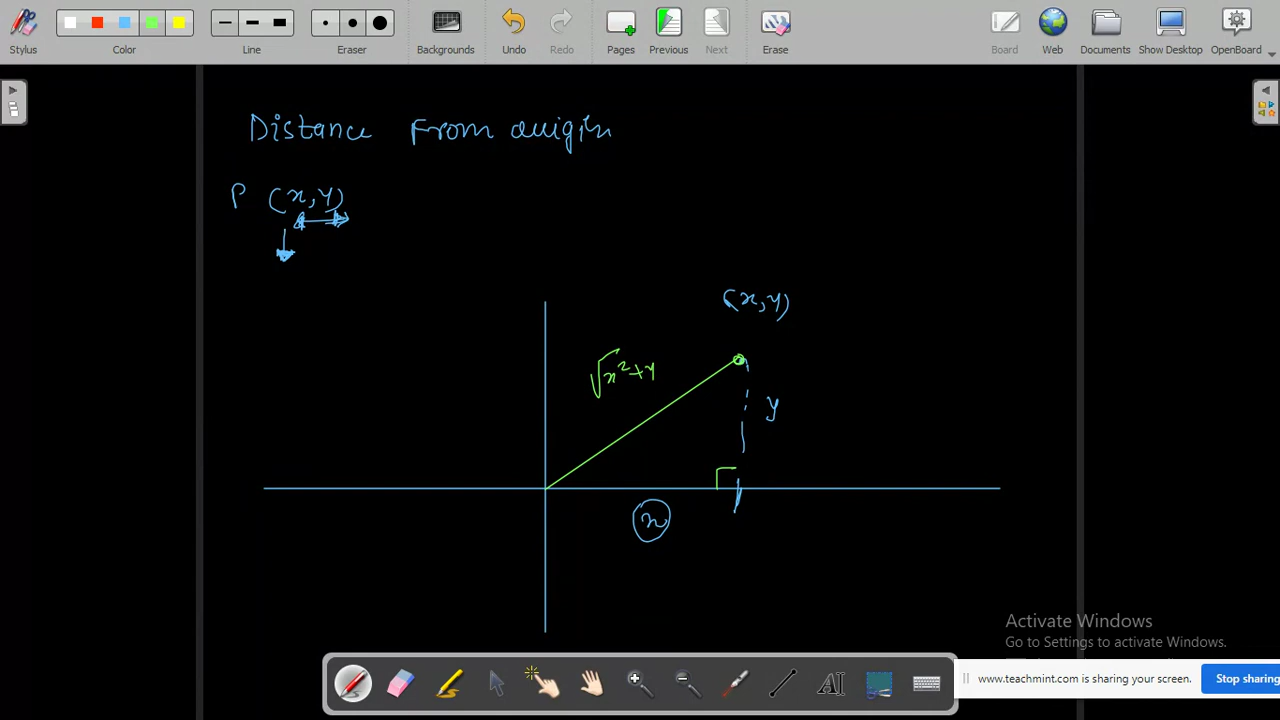 Stylus
Color
Line
Eraser
Backgrounds
Undo
Redo
Pages
Previous
Next
Erase
Board
Web
Documents
Show Desktop
OpenBoard
Distance From origin
P (x,y)
(x,y)
√x²+y
y
x
Activate Windows
Go to Settings to activate Windows.
www.teachmint.com is sharing your screen.
Stop sharing